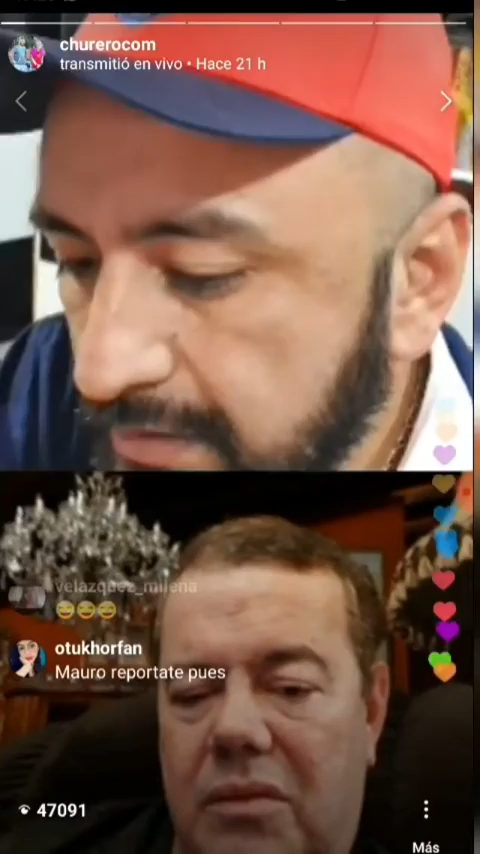 churerocom
transmitió en vivo • Hace 21 h
velazquez_milena
😂😂😂
otukhorfan
Mauro reportate pues
47091
Más